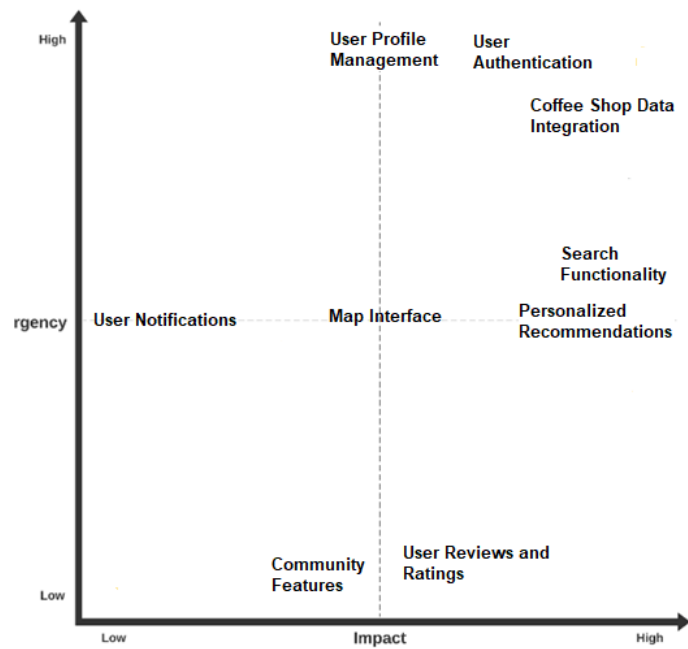 High
User Profile
Management
User
Authentication
Coffee Shop Data
Integration
Search
Functionality
rgency
User Notifications
Map Interface
Personalized
Recommendations
Community
Features
User Reviews and
Ratings
Low
Low
Impact
High